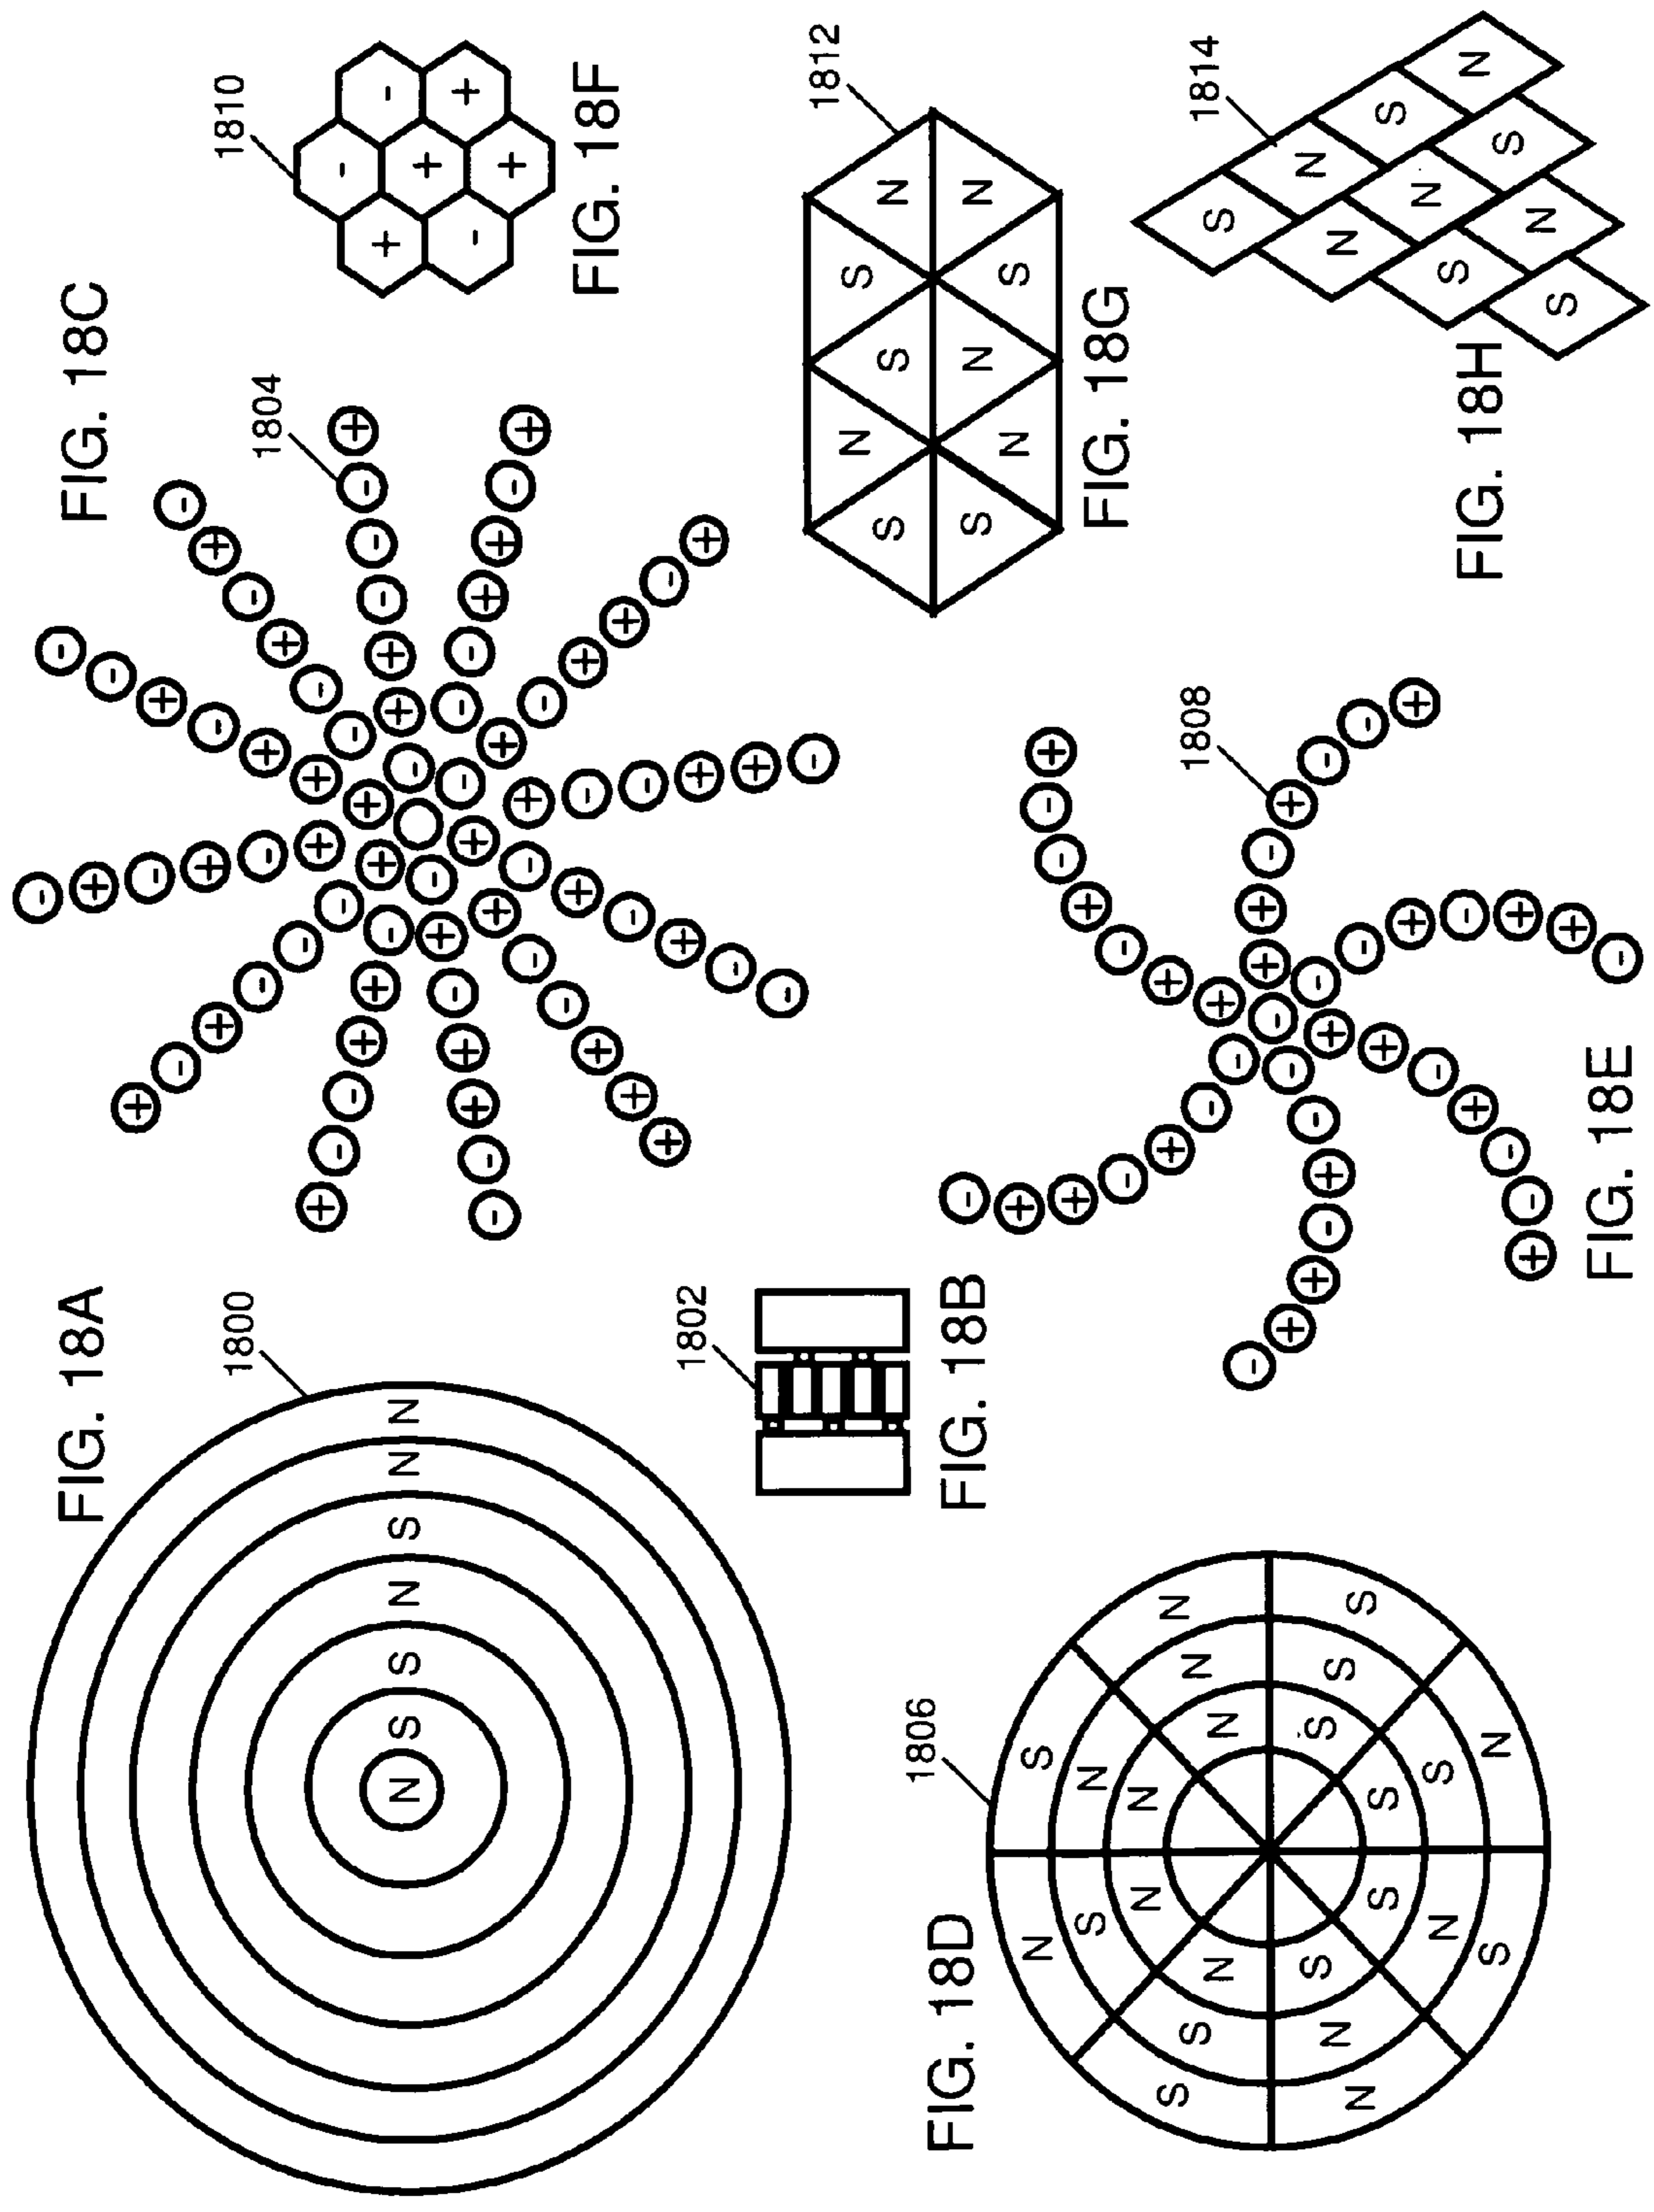 FIG. 18A
1800
N S S N S N N
FIG. 18B
1802
FIG. 18C
1804
- + + - - - +
- - - + + - +
+ - + + - +
+ - - + + -
+ - + - + - -
+ - - + + +
- + - + + - -
- + + - - +
+ - - - + - +
+ - + - + -
+ + + - + - -
- - + - + -
FIG. 18D
1806
N S
S N
N N
S N
S N
N N
S S
N S
N S
S S
N S
S N
FIG. 18E
1808
-
+ + - + - - +
+ + - + - - +
- - + - + + -
+ + - + - - +
- - + - + + -
- - + - + + -
FIG. 18F
1810
-
+ -
+
- +
+
FIG. 18G
1812
S N S S N
S N N S N
FIG. 18H
1814
S N S N
N N S
S N
S